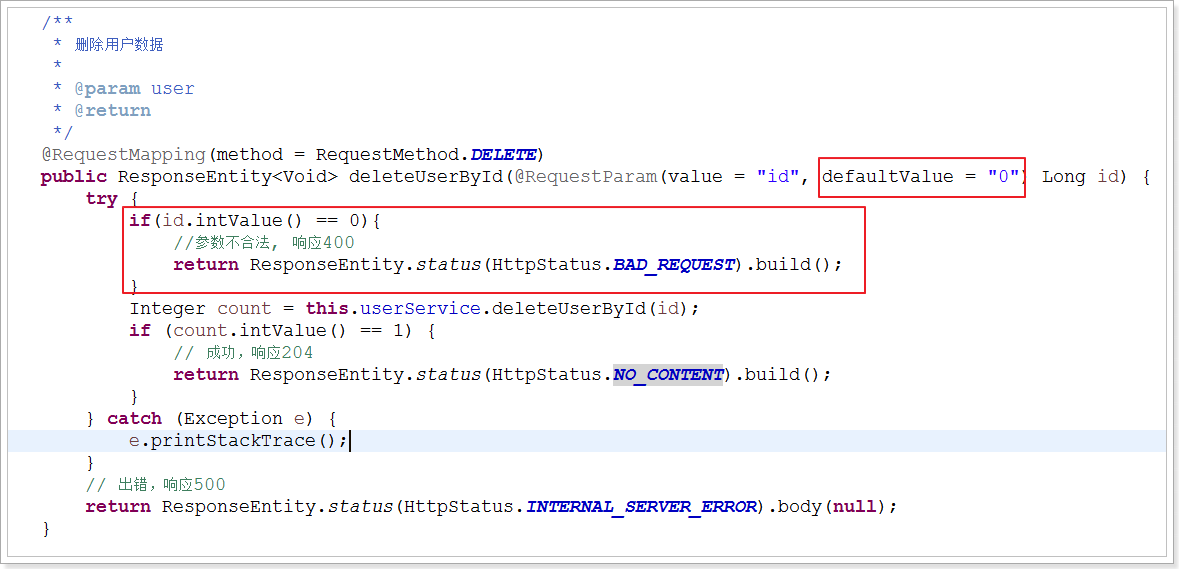 /**
 * 删除用户数据
 *
 * @param user
 * @return
 */
@RequestMapping(method = RequestMethod.DELETE)
public ResponseEntity<Void> deleteUserById(@RequestParam(value = "id", defaultValue = "0") Long id) {
    try {
        if(id.intValue() == 0){
            //参数不合法, 响应400
            return ResponseEntity.status(HttpStatus.BAD_REQUEST).build();
        }
        Integer count = this.userService.deleteUserById(id);
        if (count.intValue() == 1) {
            // 成功，响应204
            return ResponseEntity.status(HttpStatus.NO_CONTENT).build();
        }
    } catch (Exception e) {
        e.printStackTrace();
    }
    // 出错，响应500
    return ResponseEntity.status(HttpStatus.INTERNAL_SERVER_ERROR).body(null);
}